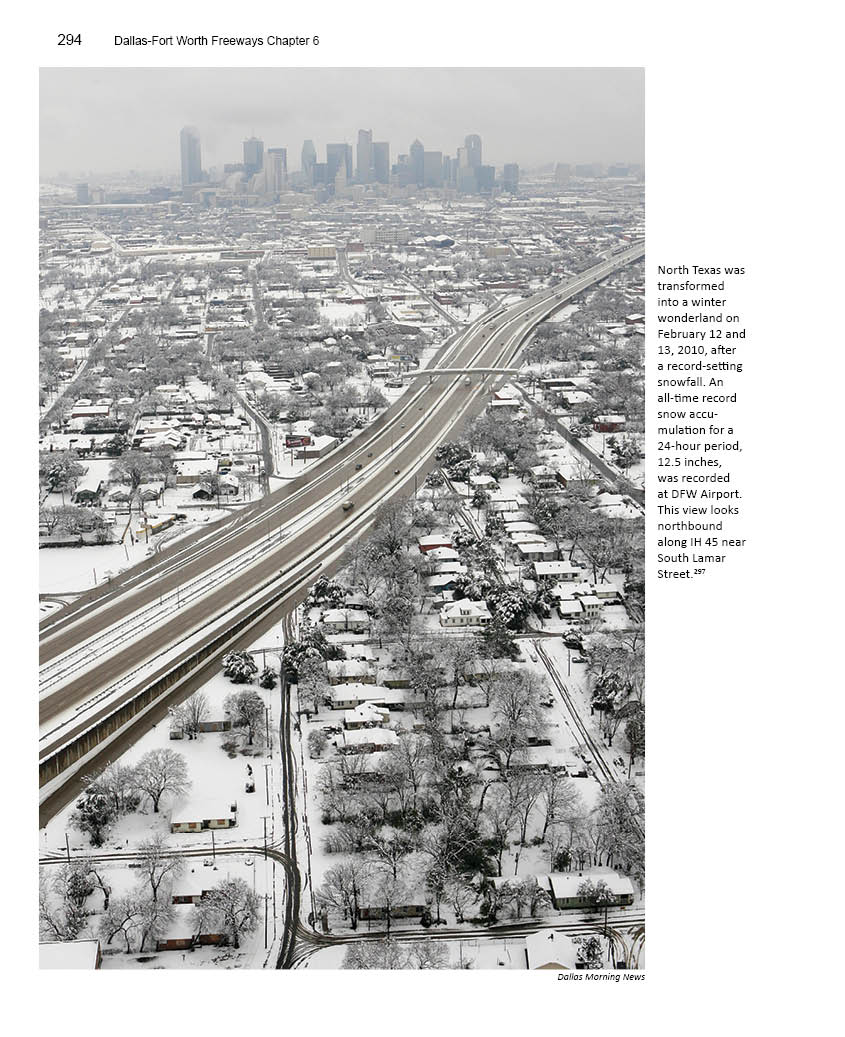 294 Dallas-Fort Worth Freeways Chapter 6
North Texas was
transformed
into a winter
wonderland on
February 12 and
13, 2010, after
a record-setting
snowfall. An
all-time record
snow accu-
mulation for a
24-hour period,
12.5 inches,
was recorded
at DFW Airport.
This view looks
northbound
along IH 45 near
South Lamar
Street.297
Dallas Morning News